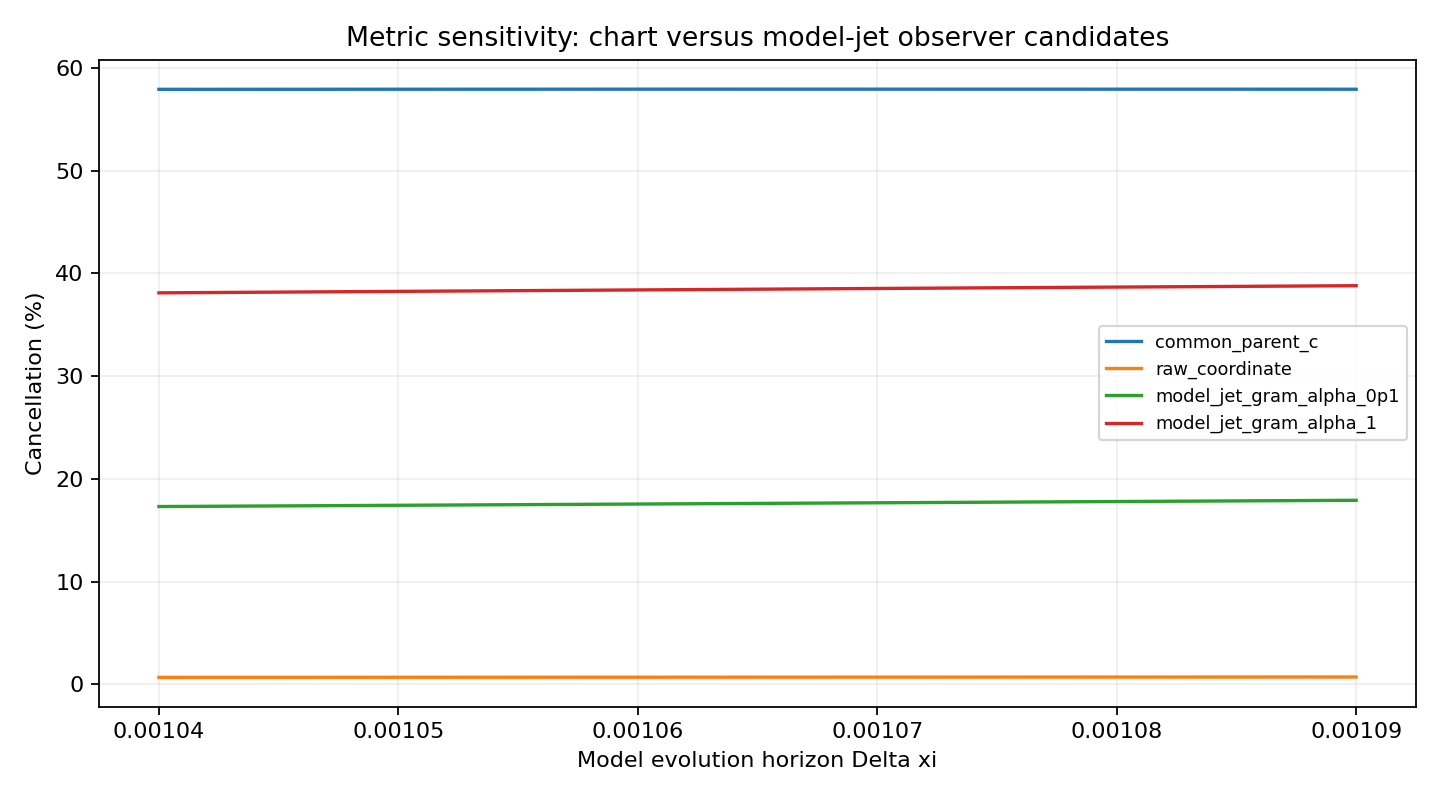 Metric sensitivity: chart versus model-jet observer candidates
60
50
40
30
20
10
0
Cancellation (%)
common_parent_c
raw_coordinate
model_jet_gram_alpha_0p1
model_jet_gram_alpha_1
0.00104 0.00105 0.00106 0.00107 0.00108 0.00109
Model evolution horizon Delta xi